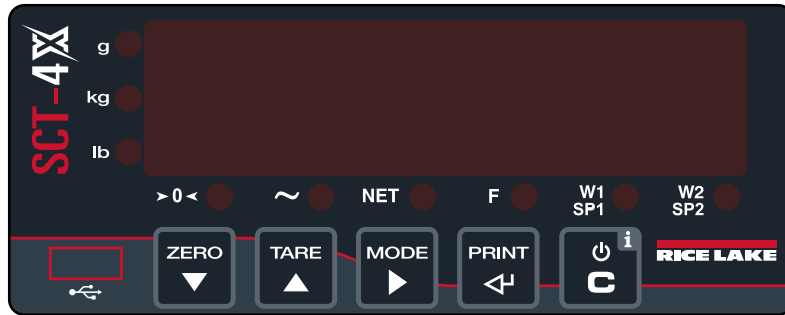 SCT-4X
g
kg
lb
>0< ~ NET F W1 W2
SP1 SP2
ZERO TARE MODE PRINT i
C
RICE LAKE